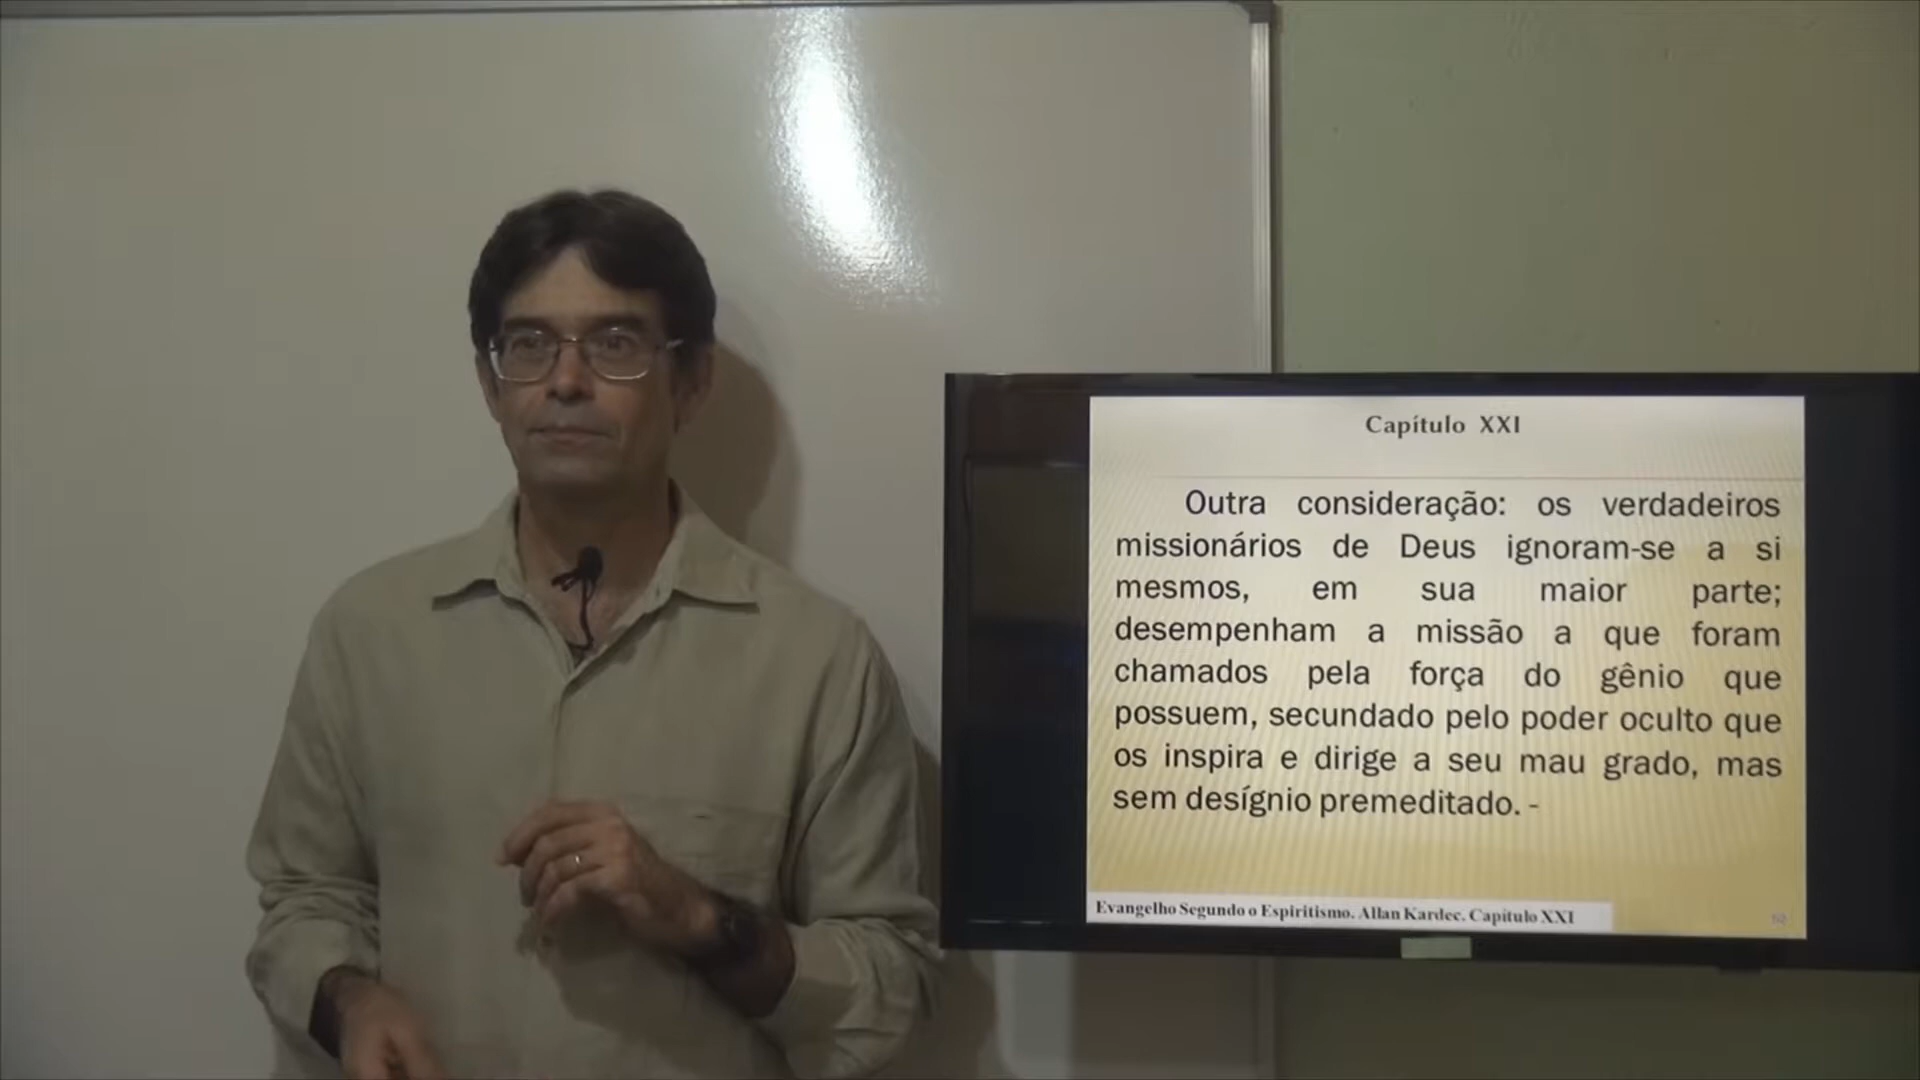 Capítulo XXI
Outra consideração: os verdadeiros
missionários de Deus ignoram-se a si
mesmos, em sua maior parte;
desempenham a missão a que foram
chamados pela força do gênio que
possuem, secundado pelo poder oculto que
os inspira e dirige a seu mau grado, mas
sem desígnio premeditado. -
Evangelho Segundo o Espiritismo. Allan Kardec. Capítulo XXI